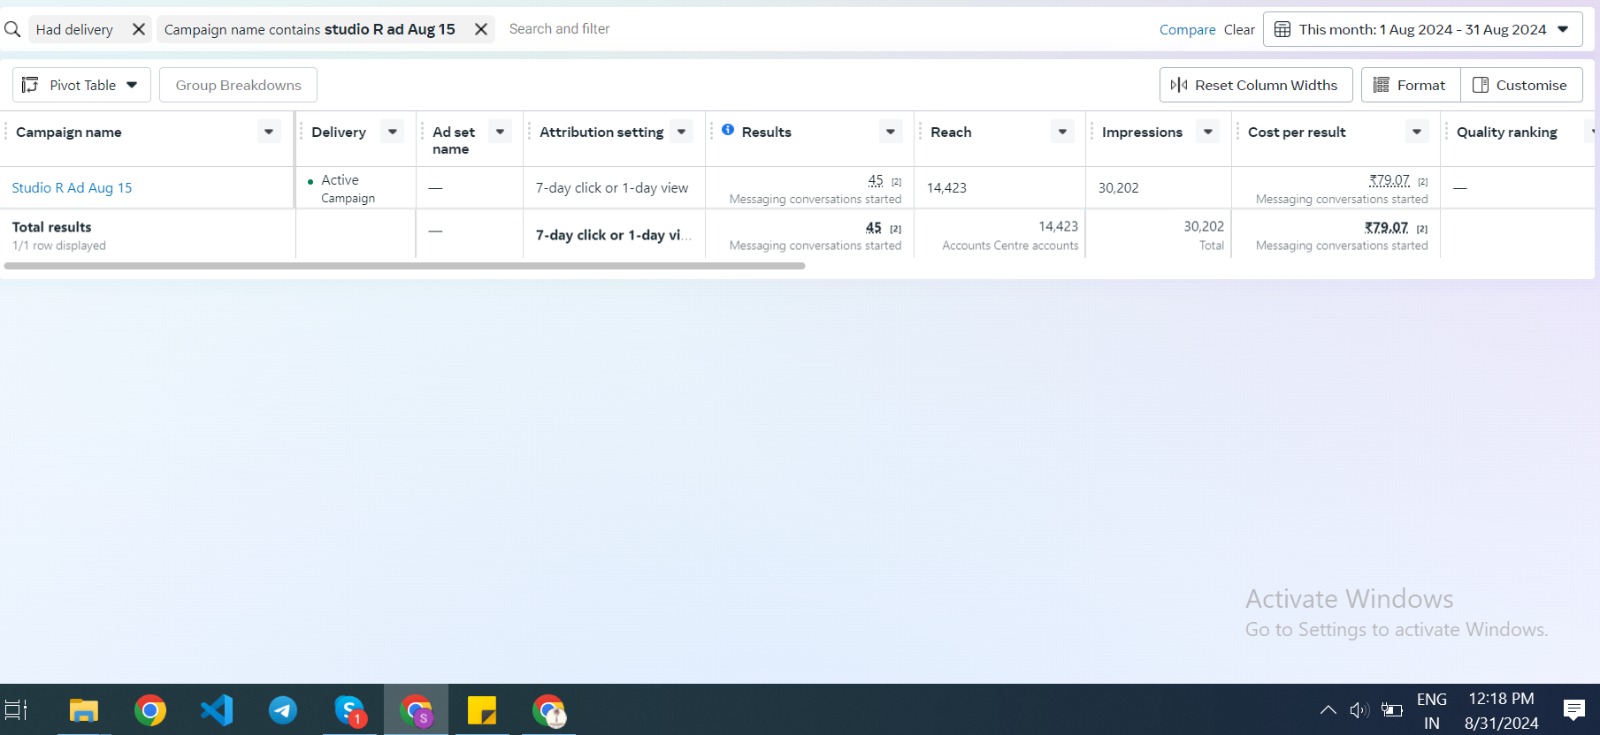 Had delivery Campaign name contains studio R ad Aug 15 Search and filter Compare Clear This month: 1 Aug 2024 - 31 Aug 2024
Pivot Table Group Breakdowns Reset Column Widths Format Customise
Campaign name Delivery Ad set name Attribution setting Results Reach Impressions Cost per result Quality ranking
Studio R Ad Aug 15 Active — 7-day click or 1-day view 45 [2] 14,423 30,202 ₹79.07 [2] —
Campaign Messaging conversations started Messaging conversations started
Total results — 7-day click or 1-day vi... 45 [2] 14,423 30,202 ₹79.07 [2]
1/1 row displayed Messaging conversations started Accounts Centre accounts Total Messaging conversations started
Activate Windows
Go to Settings to activate Windows.
S 1 S ENG 12:18 PM
IN 8/31/2024